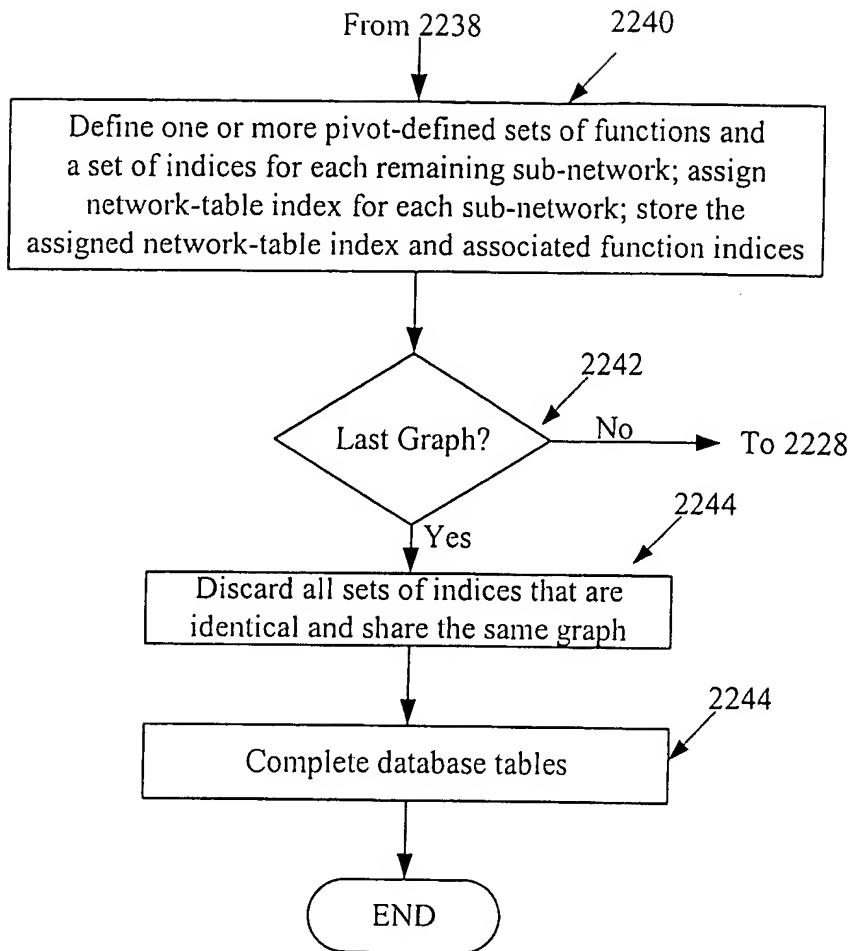 From 2238
2240
Define one or more pivot-defined sets of functions and
a set of indices for each remaining sub-network; assign
network-table index for each sub-network; store the
assigned network-table index and associated function indices
2242
Last Graph?
No
To 2228
Yes
2244
Discard all sets of indices that are
identical and share the same graph
2244
Complete database tables
END